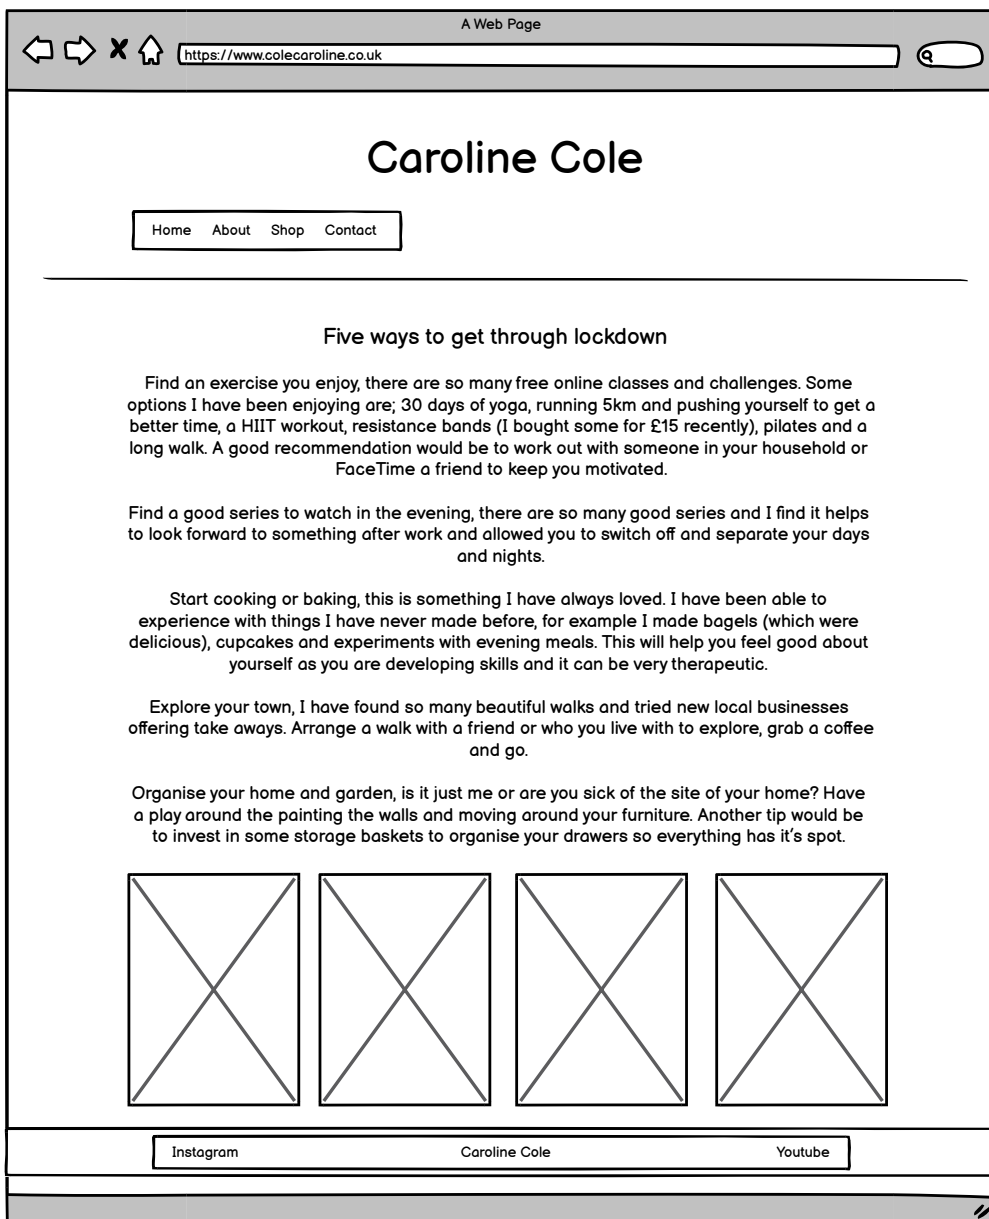 A Web Page
https://www.colecaroline.co.uk
Caroline Cole
Home About Shop Contact
Five ways to get through lockdown
Find an exercise you enjoy, there are so many free online classes and challenges. Some
options I have been enjoying are; 30 days of yoga, running 5km and pushing yourself to get a
better time, a HIIT workout, resistance bands (I bought some for £15 recently), pilates and a
long walk. A good recommendation would be to work out with someone in your household or
FaceTime a friend to keep you motivated.
Find a good series to watch in the evening, there are so many good series and I find it helps
to look forward to something after work and allowed you to switch off and separate your days
and nights.
Start cooking or baking, this is something I have always loved. I have been able to
experience with things I have never made before, for example I made bagels (which were
delicious), cupcakes and experiments with evening meals. This will help you feel good about
yourself as you are developing skills and it can be very therapeutic.
Explore your town, I have found so many beautiful walks and tried new local businesses
offering take aways. Arrange a walk with a friend or who you live with to explore, grab a coffee
and go.
Organise your home and garden, is it just me or are you sick of the site of your home? Have
a play around the painting the walls and moving around your furniture. Another tip would be
to invest in some storage baskets to organise your drawers so everything has it's spot.
Instagram Caroline Cole Youtube